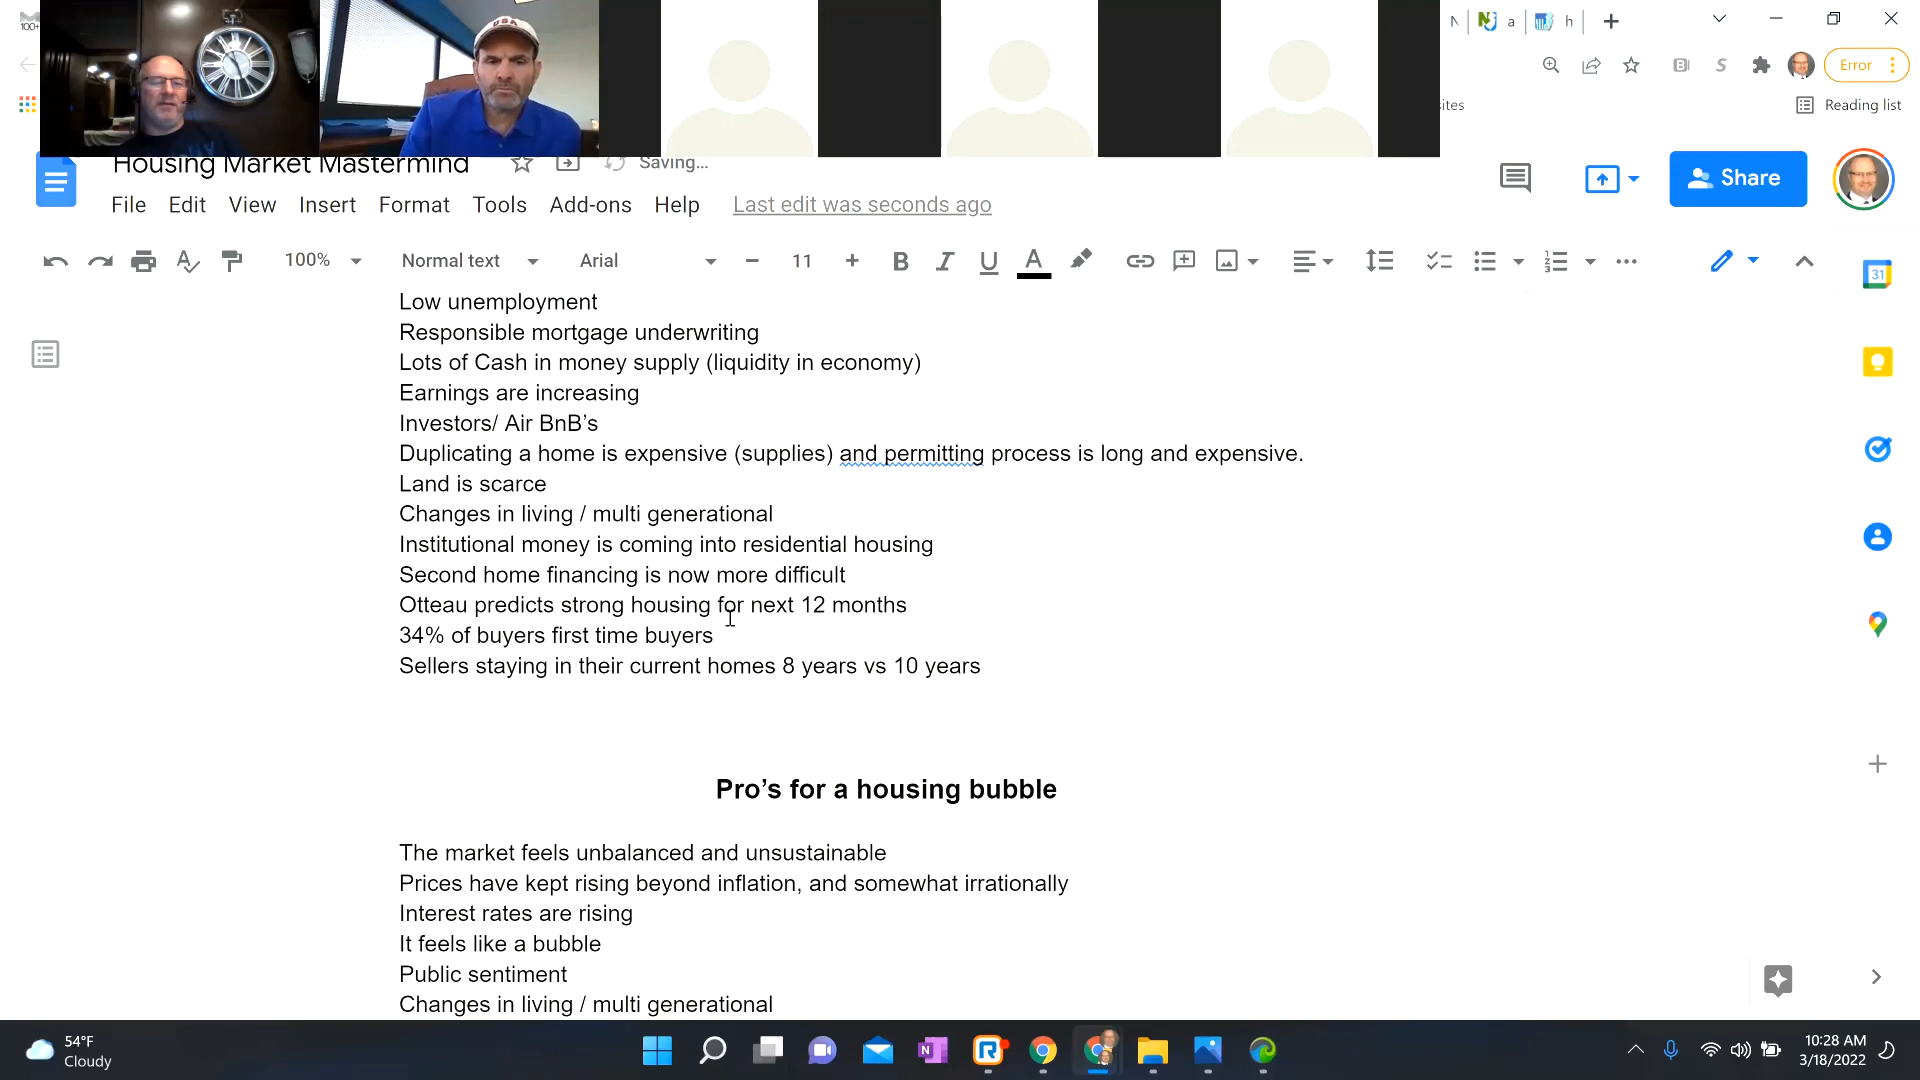 100+
USA
N
a
h
Error
ites
Reading list
Housing Market Mastermind
Saving...
Share
File Edit View Insert Format Tools Add-ons Help Last edit was seconds ago
100% Normal text Arial 11
31
Low unemployment
Responsible mortgage underwriting
Lots of Cash in money supply (liquidity in economy)
Earnings are increasing
Investors/ Air BnB’s
Duplicating a home is expensive (supplies) and permitting process is long and expensive.
Land is scarce
Changes in living / multi generational
Institutional money is coming into residential housing
Second home financing is now more difficult
Otteau predicts strong housing for next 12 months
34% of buyers first time buyers
Sellers staying in their current homes 8 years vs 10 years
Pro’s for a housing bubble
The market feels unbalanced and unsustainable
Prices have kept rising beyond inflation, and somewhat irrationally
Interest rates are rising
It feels like a bubble
Public sentiment
Changes in living / multi generational
54°F
Cloudy
10:28 AM
3/18/2022